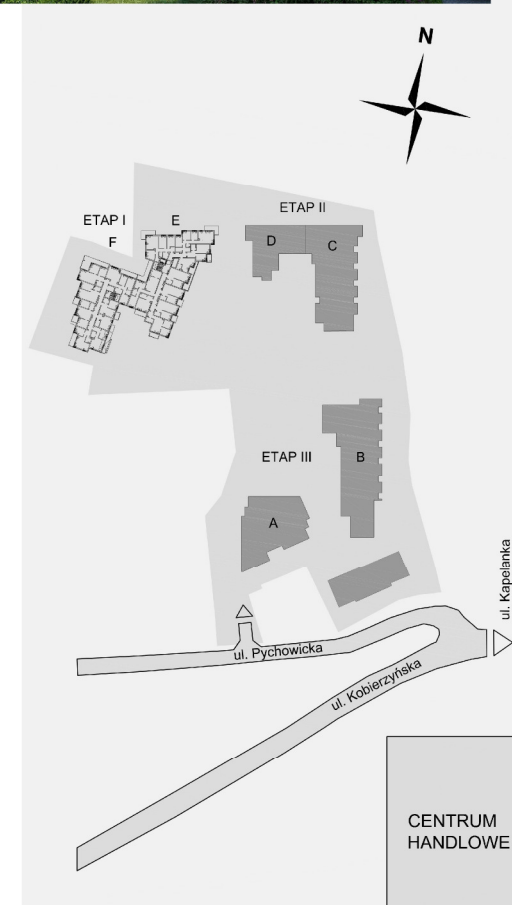 N
ETAP I
F
E
ETAP II
D
C
ETAP III
B
A
ul. Kapelanka
ul. Pychowicka
ul. Kobierzyńska
CENTRUM
HANDLOWE